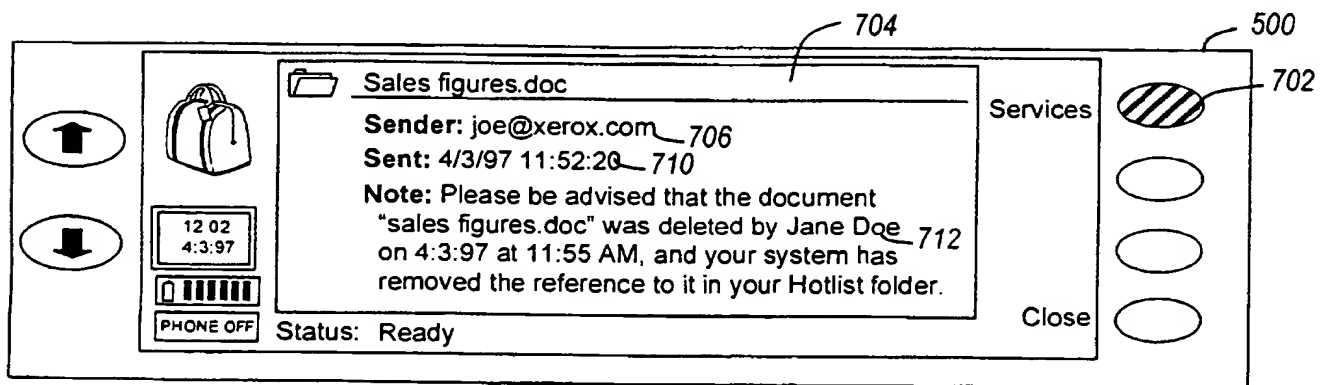 704
500
Sales figures.doc
Services
702
Sender: joe@xerox.com
706
Sent: 4/3/97 11:52:20
710
Note: Please be advised that the document
"sales figures.doc" was deleted by Jane Doe
712
on 4:3:97 at 11:55 AM, and your system has
removed the reference to it in your Hotlist folder.
12 02
4:3:97
PHONE OFF
Status: Ready
Close